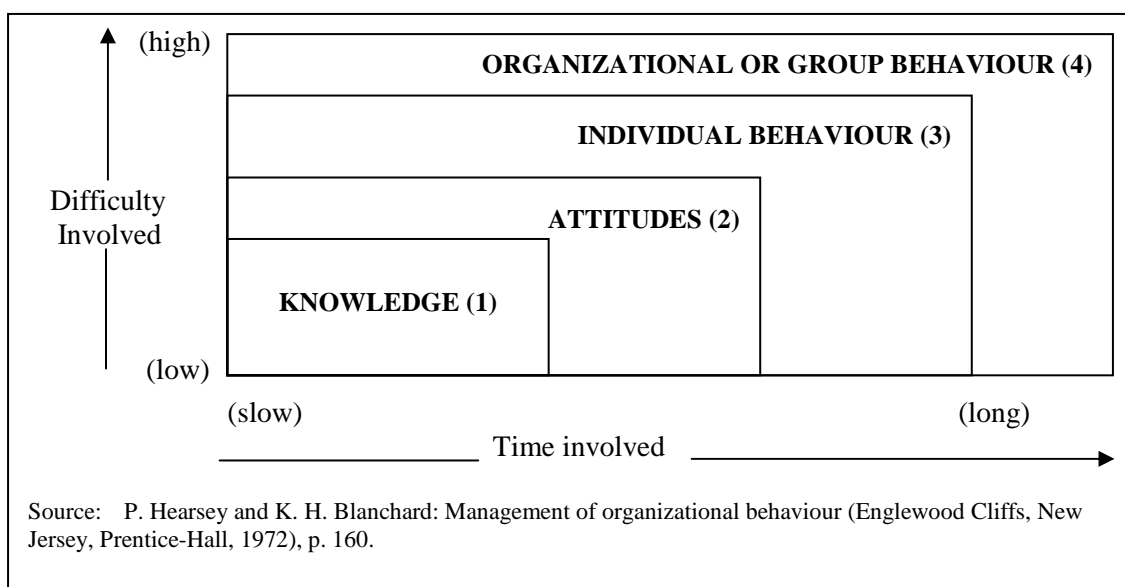 (high)
ORGANIZATIONAL OR GROUP BEHAVIOUR (4)
INDIVIDUAL BEHAVIOUR (3)
Difficulty
Involved
ATTITUDES (2)
KNOWLEDGE (1)
(low)
(slow) (long)
Time involved
Source: P. Hearsey and K. H. Blanchard: Management of organizational behaviour (Englewood Cliffs, New
Jersey, Prentice-Hall, 1972), p. 160.